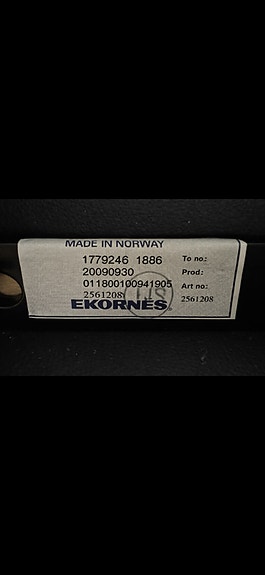 MADE IN NORWAY
1779246 1886 To no.:
20090930 Prod:
011800100941905 Art no:
2561208 2561208
EKORNES